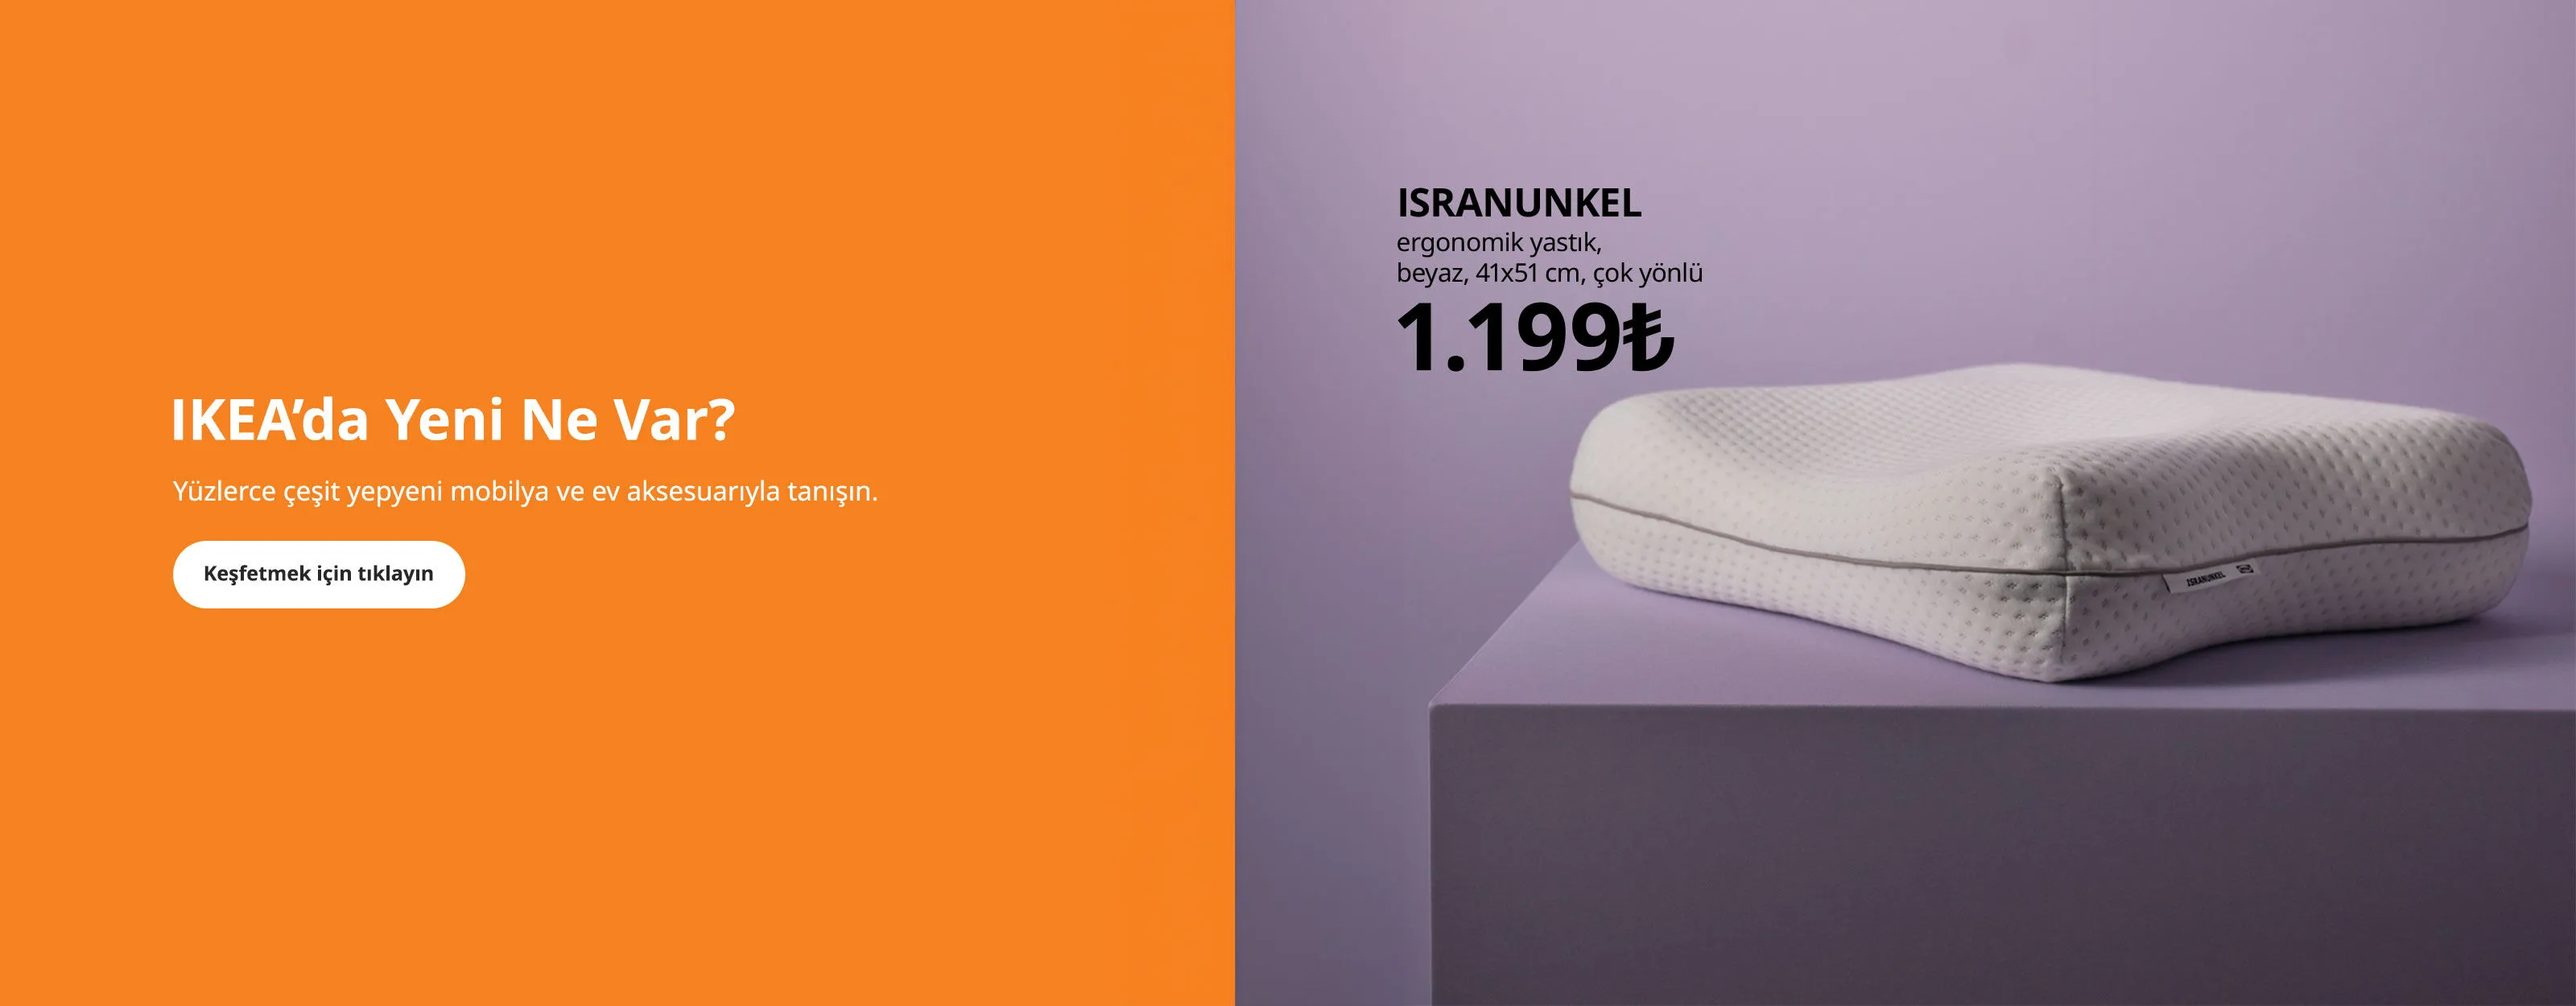 IKEA’da Yeni Ne Var?
Yüzlerce çeşit yepyeni mobilya ve ev aksesuarıyla tanışın.
Keşfetmek için tıklayın
ISRANUNKEL
ergonomik yastık,
beyaz, 41x51 cm, çok yönlü
1.199₺
ISRANUNKEL